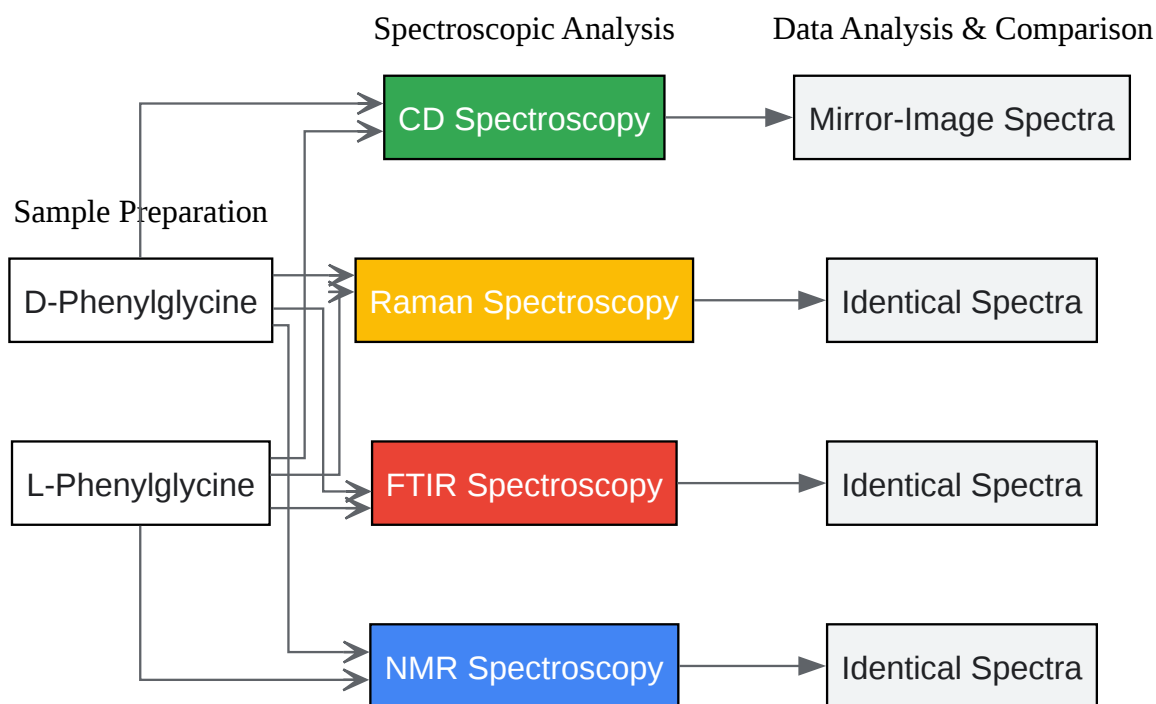 Spectroscopic Analysis
Data Analysis & Comparison
CD Spectroscopy
Mirror-Image Spectra
Sample Preparation
D-Phenylglycine
Raman Spectroscopy
Identical Spectra
L-Phenylglycine
FTIR Spectroscopy
Identical Spectra
NMR Spectroscopy
Identical Spectra